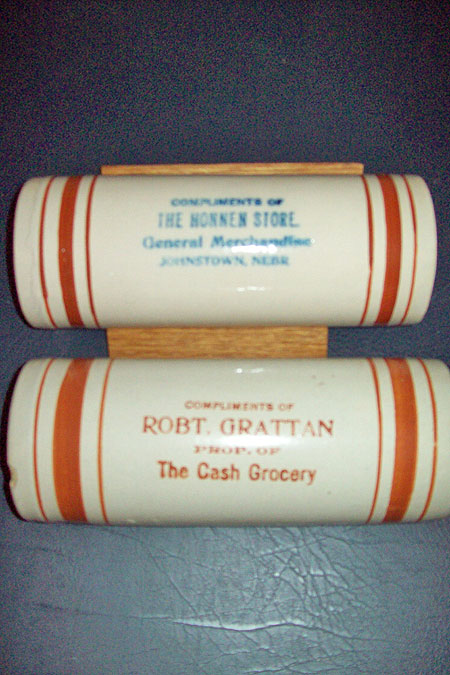 COMPLIMENTS OF
THE HONNEN STORE.
General Merchandise
JOHNSTOWN, NEBR
COMPLIMENTS OF
ROBT. GRATTAN
PROP. OF
The Cash Grocery